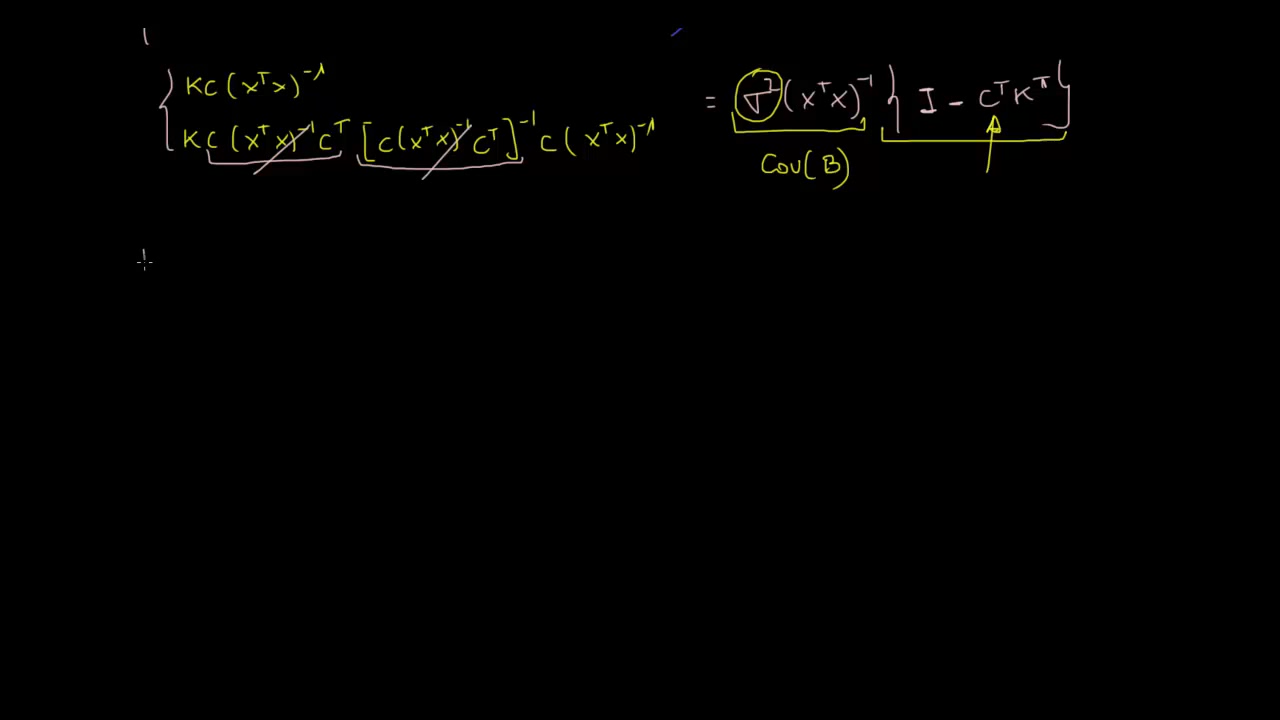 KC(XᵀX)⁻¹
KC(XᵀX)⁻¹Cᵀ[C(XᵀX)⁻¹Cᵀ]⁻¹C(XᵀX)⁻¹
= σ²(XᵀX)⁻¹{I - CᵀKᵀ}
Cov(B)